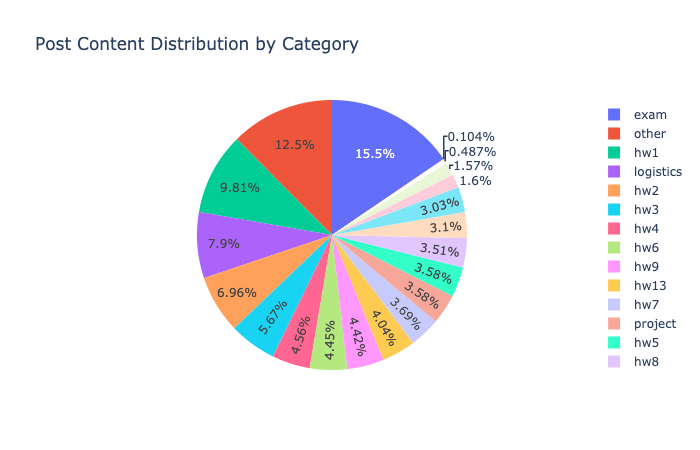 Post Content Distribution by Category
15.5%
12.5%
9.81%
7.9%
6.96%
5.67%
4.56%
4.45%
4.42%
4.04%
3.69%
3.58%
3.58%
3.51%
3.1%
3.03%
1.6%
1.57%
0.487%
0.104%
exam
other
hw1
logistics
hw2
hw3
hw4
hw6
hw9
hw13
hw7
project
hw5
hw8